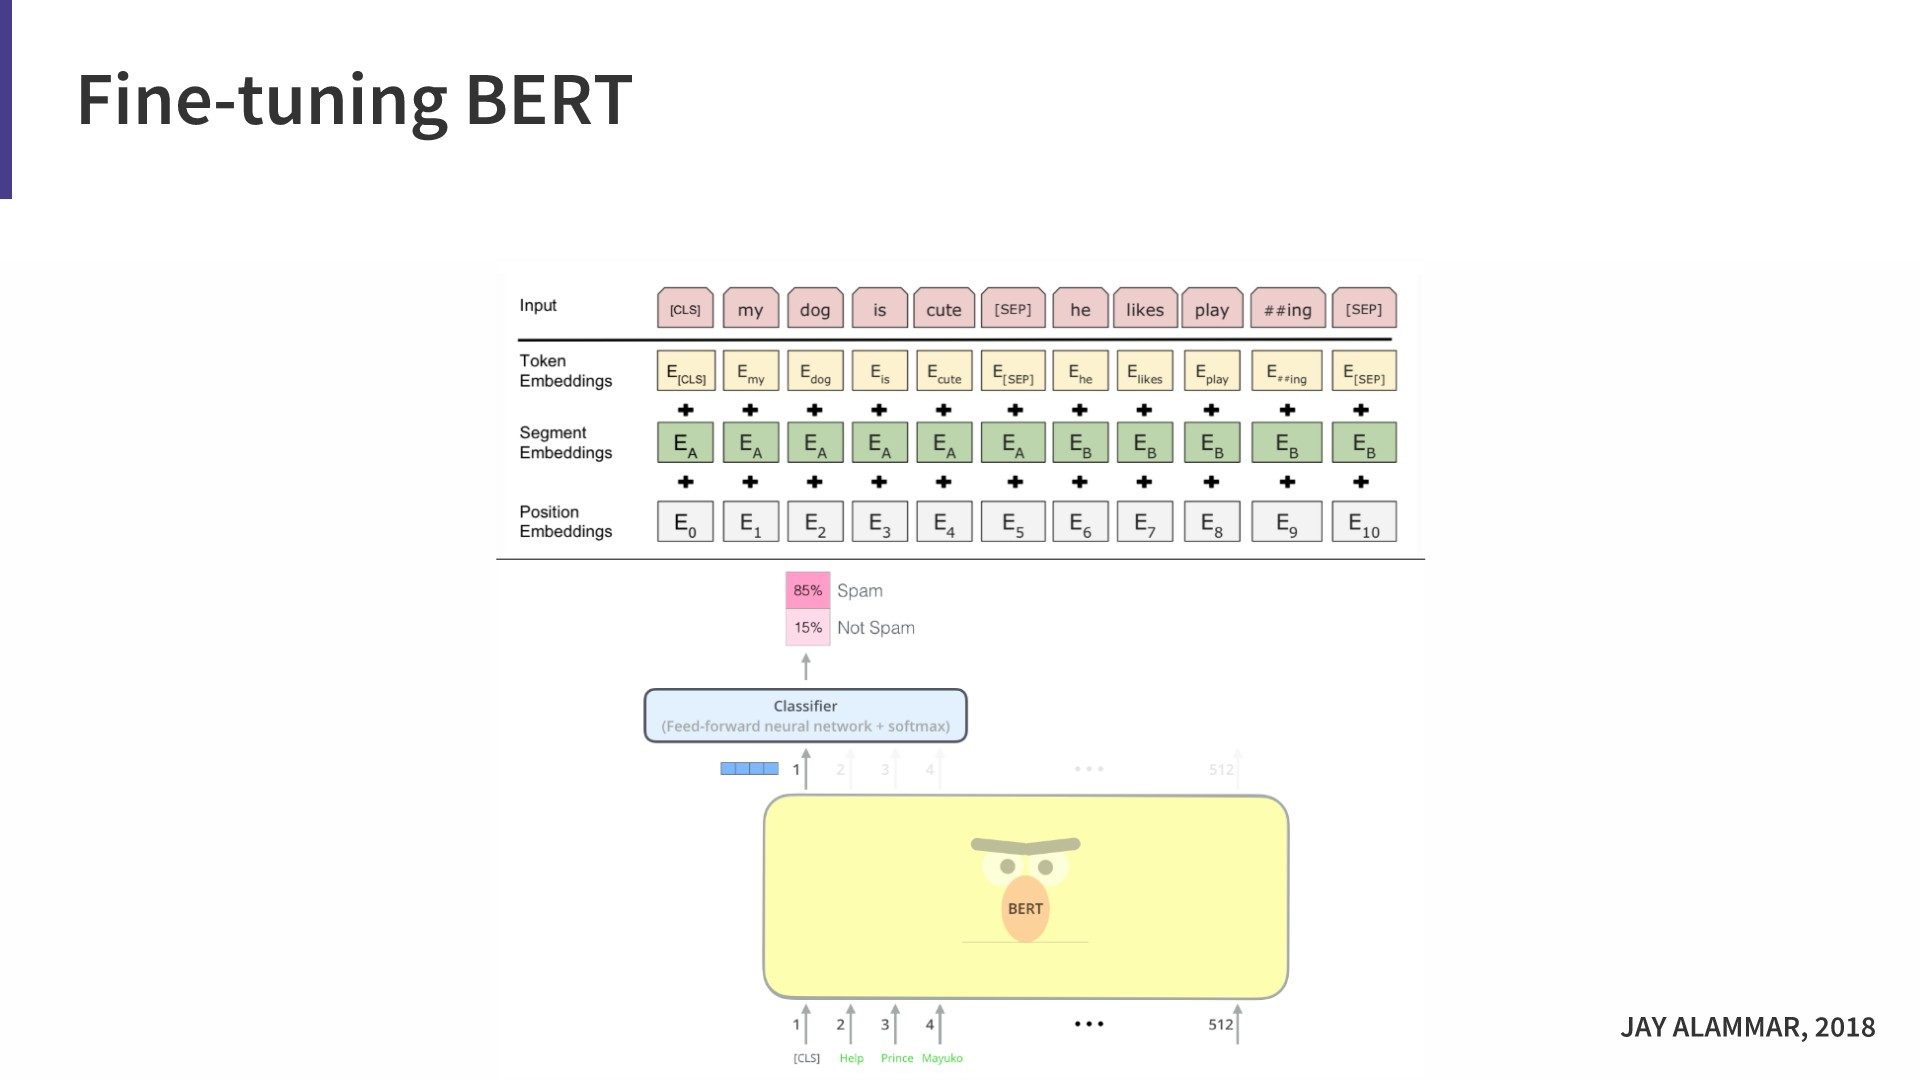 Fine-tuning BERT
Input [CLS] my dog is cute [SEP] he likes play ##ing [SEP]
Token Embeddings E[CLS] Emy Edog Eis Ecute E[SEP] Ehe Elikes Eplay E##ing E[SEP]
+ + + + + + + + + + +
Segment Embeddings EA EA EA EA EA EA EB EB EB EB EB
+ + + + + + + + + + +
Position Embeddings E0 E1 E2 E3 E4 E5 E6 E7 E8 E9 E10
85% Spam
15% Not Spam
Classifier
(Feed-forward neural network + softmax)
1 2 3 4 ••• 512
BERT
1 2 3 4 ••• 512
[CLS] Help Prince Mayuko
JAY ALAMMAR, 2018